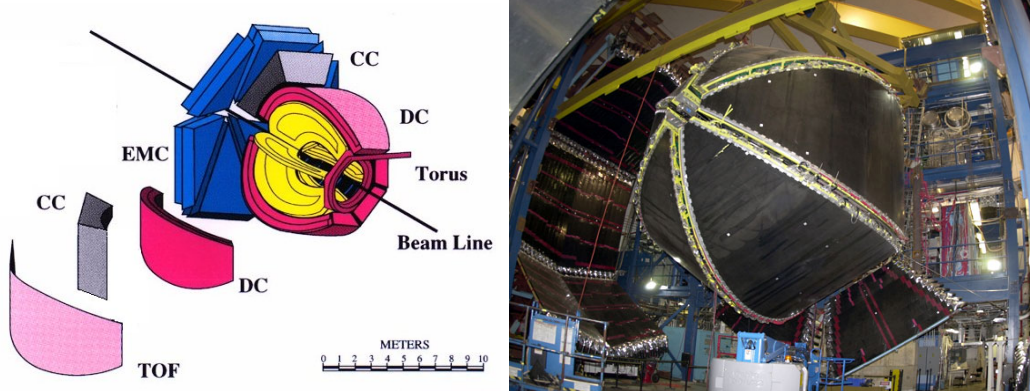 CC
DC
EMC
Torus
CC
Beam Line
DC
METERS
0 1 2 3 4 5 6 7 8 9 10
TOF